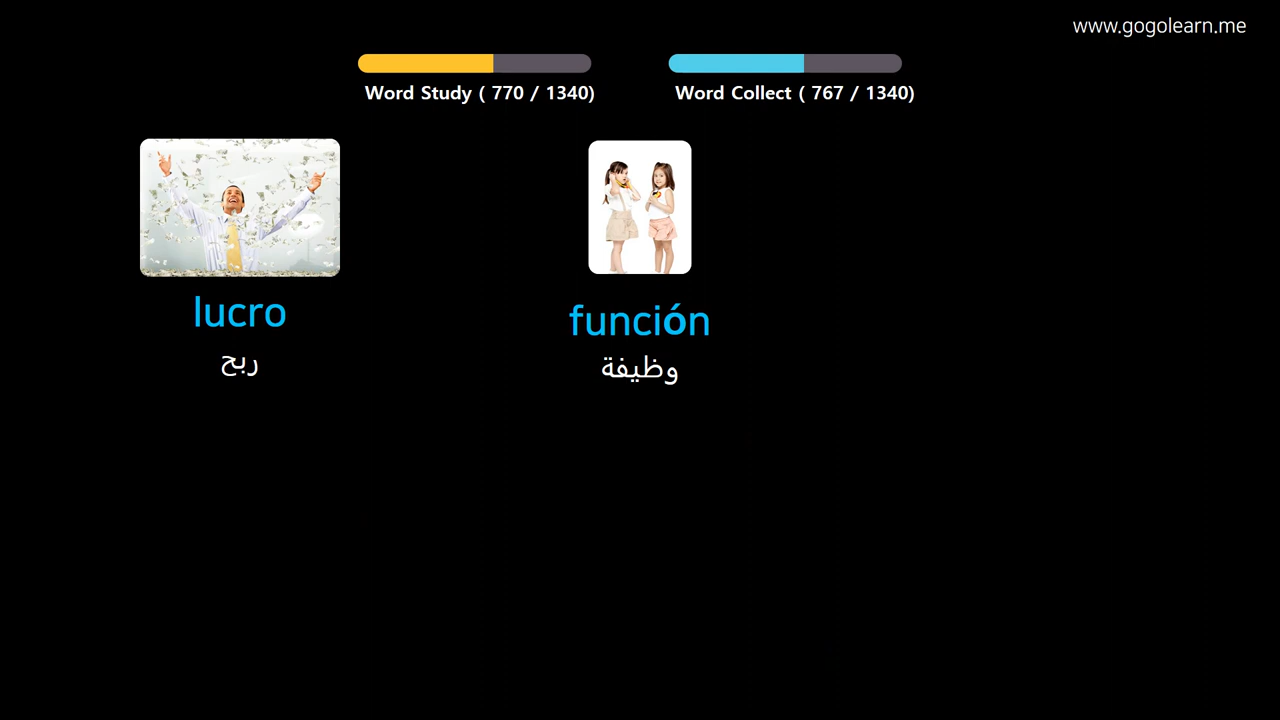 www.gogolearn.me
Word Study ( 770 / 1340)
Word Collect ( 767 / 1340)
lucro
ربح
función
وظيفة